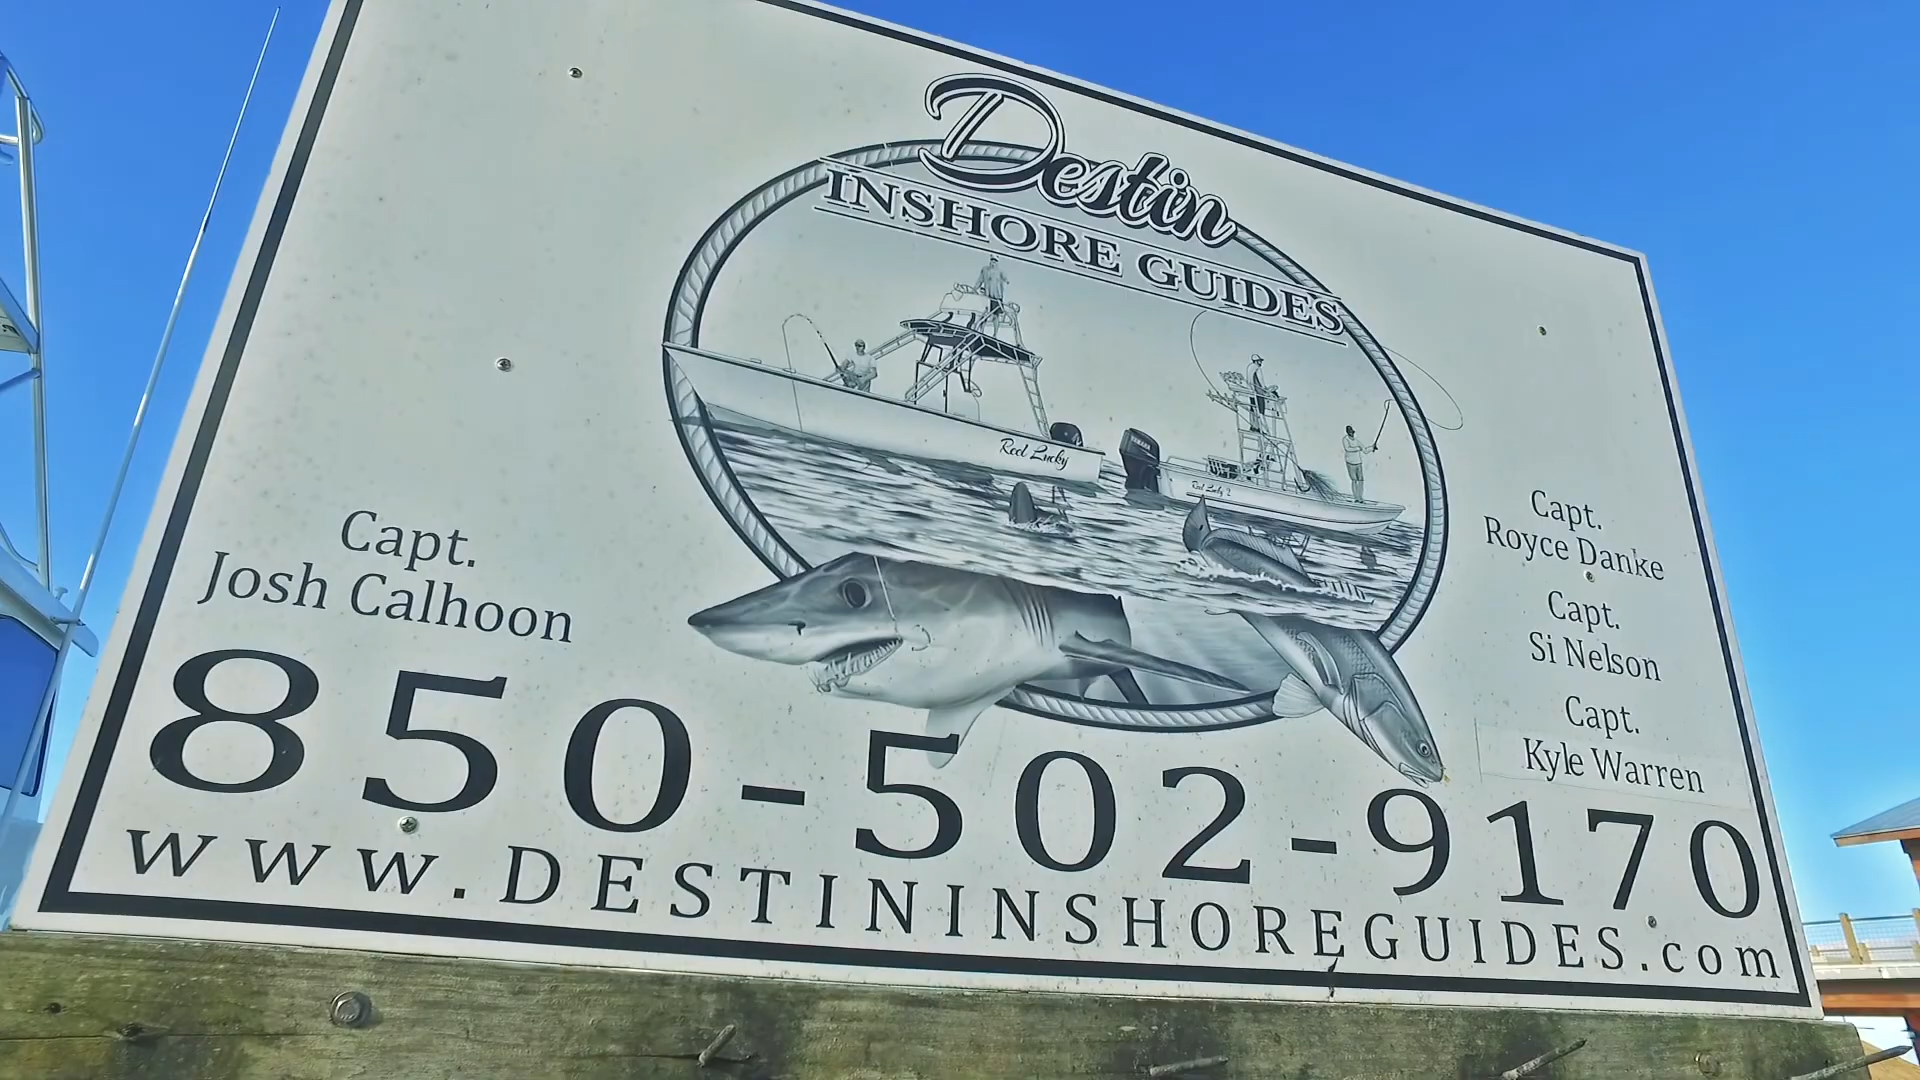 Destin
INSHORE GUIDES
Reel Lucky
YAMAHA
Reel Lucky 2
Capt.
Josh Calhoon
Capt.
Royce Danke
Capt.
Si Nelson
Capt.
Kyle Warren
850-502-9170
www.DESTININSHOREGUIDES.com